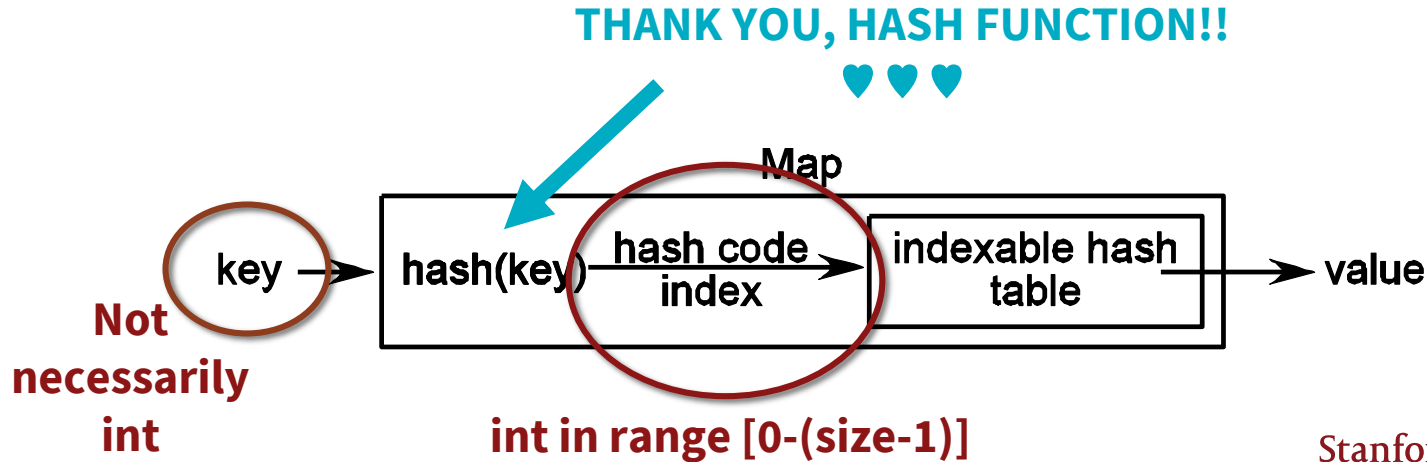 THANK YOU, HASH FUNCTION!!
Map
key
hash(key)
hash code
index
indexable hash
table
value
Not
necessarily
int
int in range [0-(size-1)]
Stanfo